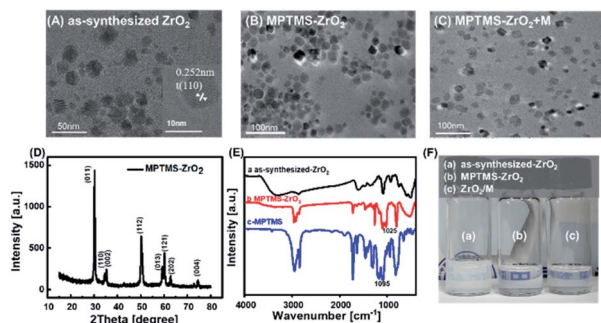 (A) as-synthesized ZrO₂
0.252nm
t(110)
50nm
10nm
(B) MPTMS-ZrO₂
100nm
(C) MPTMS-ZrO₂+M
100nm
(D)
MPTMS-ZrO₂
(011)
(110)
(002)
(112)
(013)
(121)
(202)
(004)
Intensity [a.u.]
1500
1000
500
0
20 30 40 50 60 70 80
2Theta [degree]
(E)
a as-synthesized-ZrO₂
b MPTMS-ZrO₂
1025
c-MPTMS
1095
Intensity [a.u.]
4000 3000 2000 1000
Wavenumber [cm⁻¹]
(F)
(a) as-synthesized-ZrO₂
(b) MPTMS-ZrO₂
(c) ZrO₂/M
(a)
(b)
(c)